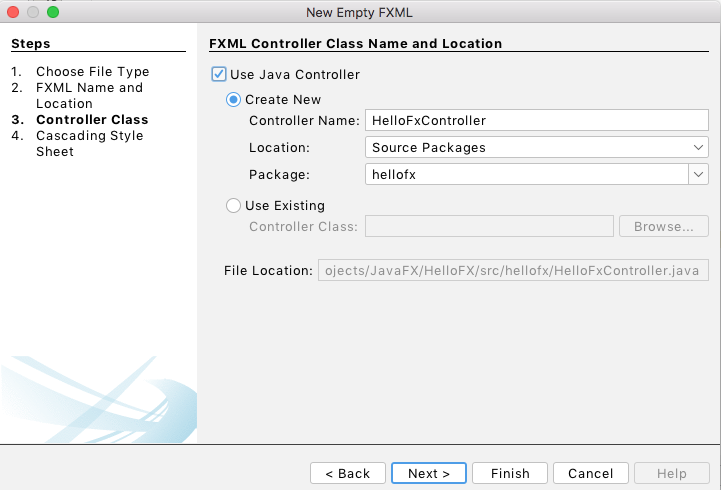 New Empty FXML
Steps
1. Choose File Type
2. FXML Name and
Location
3. Controller Class
4. Cascading Style
Sheet
FXML Controller Class Name and Location
Use Java Controller
Create New
Controller Name: HelloFxController
Location: Source Packages
Package: hellofx
Use Existing
Controller Class:
Browse...
File Location: ojects/JavaFX/HelloFX/src/hellofx/HelloFxController.java
< Back Next > Finish Cancel Help